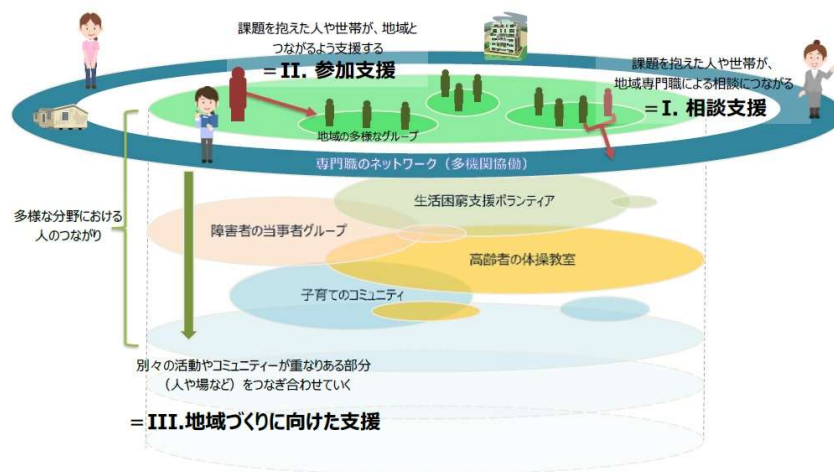 課題を抱えた人や世帯が、地域と
つながるよう支援する
＝II. 参加支援
課題を抱えた人や世帯が、
地域専門職による相談につながる
＝I. 相談支援
地域の多様なグループ
専門職のネットワーク（多機関協働）
多様な分野における
人のつながり
生活困窮支援ボランティア
障害者の当事者グループ
高齢者の体操教室
子育てのコミュニティ
別々の活動やコミュニティーが重なりある部分
（人や場など）をつなぎ合わせていく
＝III.地域づくりに向けた支援